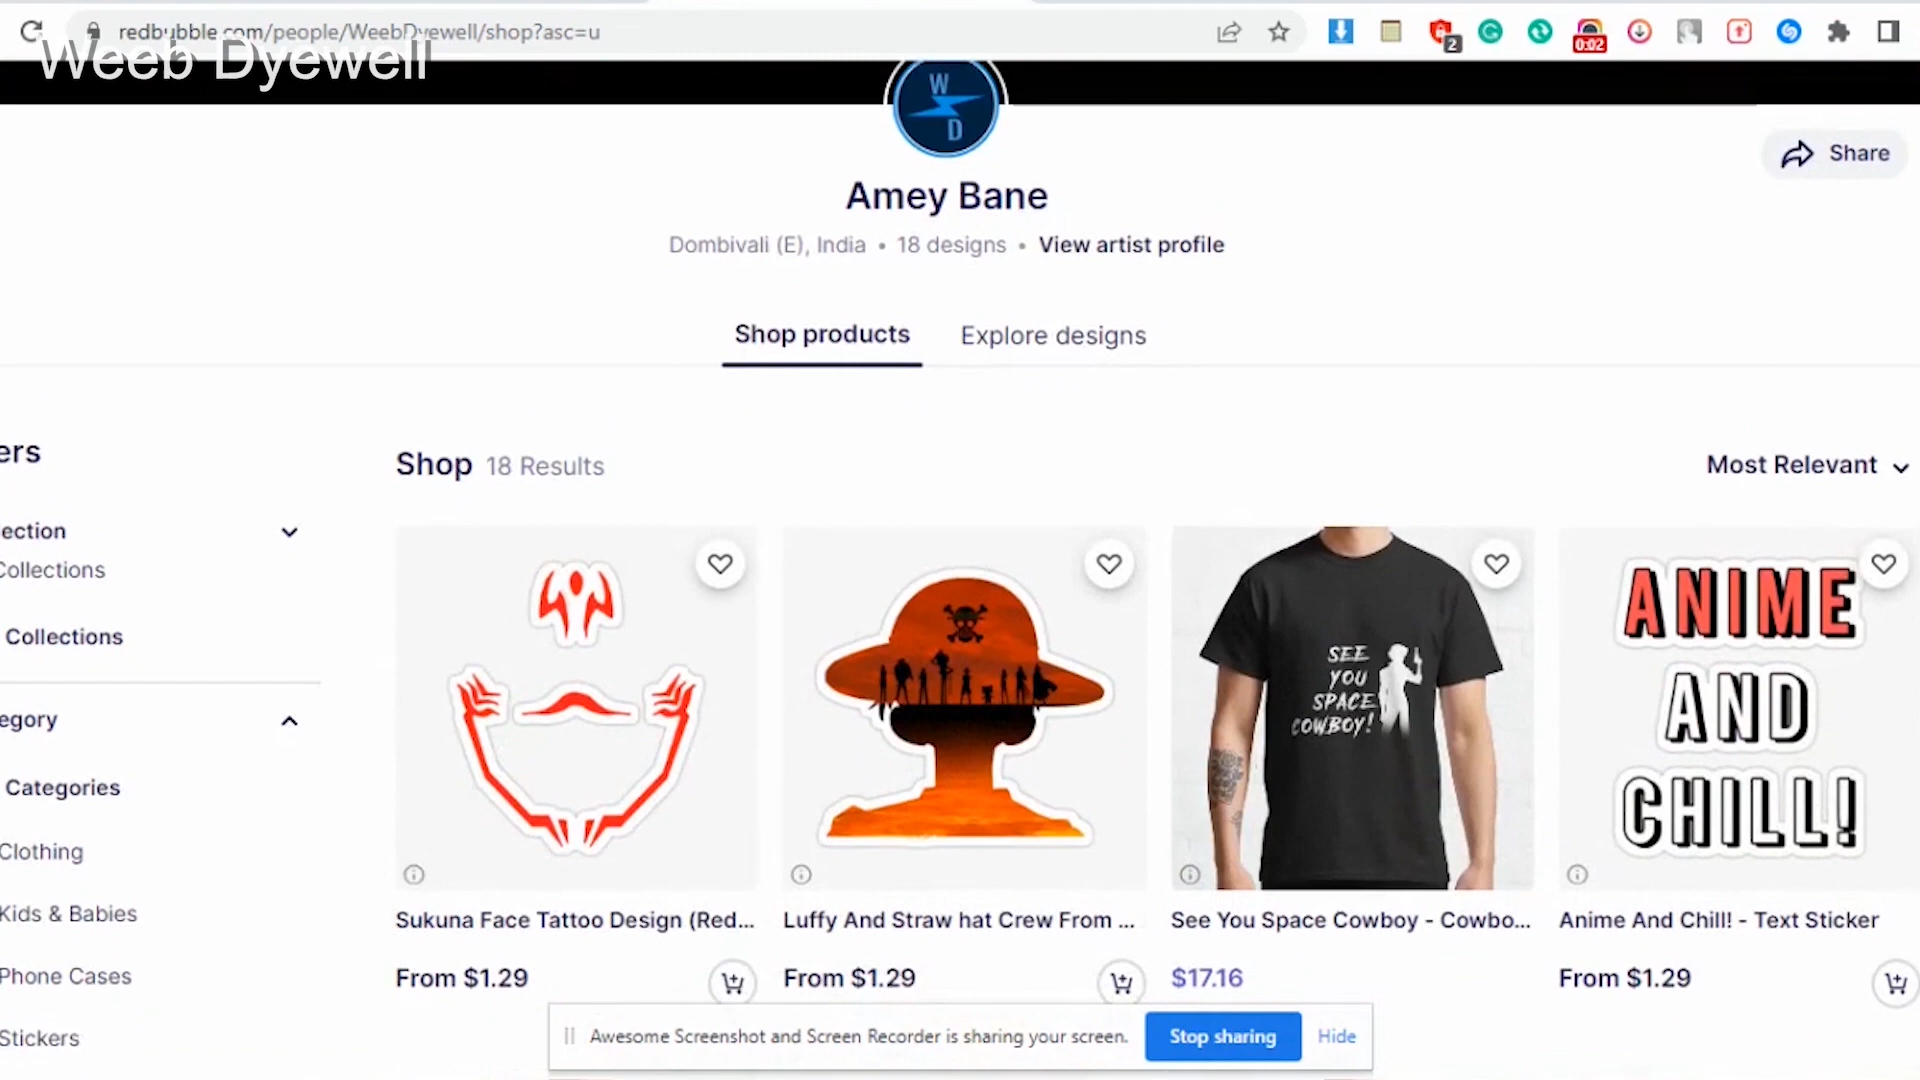 redbubble.com/people/WeebDyewell/shop?asc=u
Weeb Dyewell
2
0:02
W
D
Share
Amey Bane
Dombivali (E), India • 18 designs • View artist profile
Shop products
Explore designs
ers
Shop 18 Results
Most Relevant
ection
Collections
Collections
egory
Categories
Clothing
Kids & Babies
Phone Cases
Stickers
SEE
YOU
SPACE
COWBOY!
ANIME
AND
CHILL!
Sukuna Face Tattoo Design (Red...
Luffy And Straw hat Crew From ...
See You Space Cowboy - Cowbo...
Anime And Chill! - Text Sticker
From $1.29
From $1.29
$17.16
From $1.29
Awesome Screenshot and Screen Recorder is sharing your screen.
Stop sharing
Hide